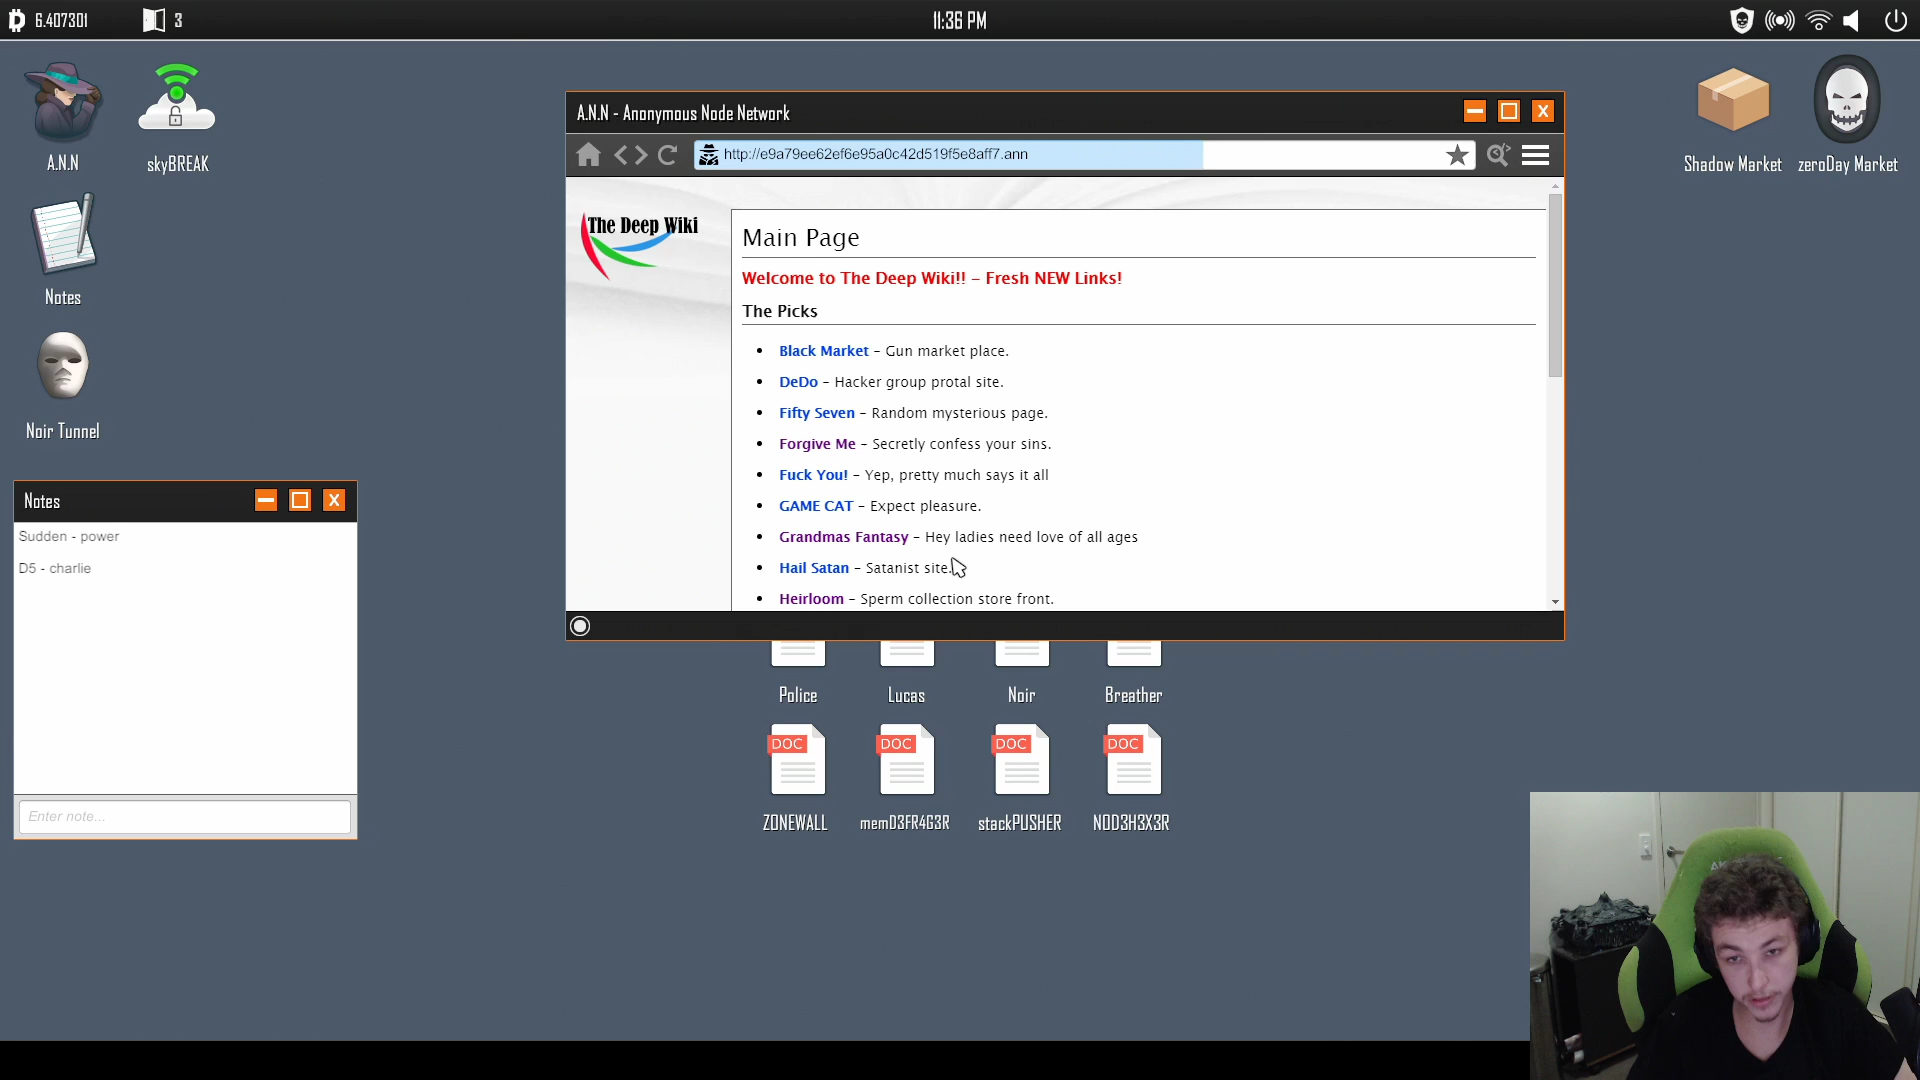 6.407301
3
11:36 PM
A.N.N
skyBREAK
Notes
Noir Tunnel
Shadow Market
zeroDay Market
A.N.N - Anonymous Node Network
http://e9a79ee62ef6e95a0c42d519f5e8aff7.ann
The Deep Wiki
Main Page
Welcome to The Deep Wiki!! – Fresh NEW Links!
The Picks
Black Market – Gun market place.
DeDo – Hacker group protal site.
Fifty Seven – Random mysterious page.
Forgive Me – Secretly confess your sins.
Fuck You! – Yep, pretty much says it all
GAME CAT – Expect pleasure.
Grandmas Fantasy – Hey ladies need love of all ages
Hail Satan – Satanist site.
Heirloom – Sperm collection store front.
Notes
Sudden - power
D5 - charlie
Enter note...
Police
Lucas
Noir
Breather
DOC
DOC
DOC
DOC
ZONEWALL
memD3FR4G3R
stackPUSHER
NOD3H3X3R